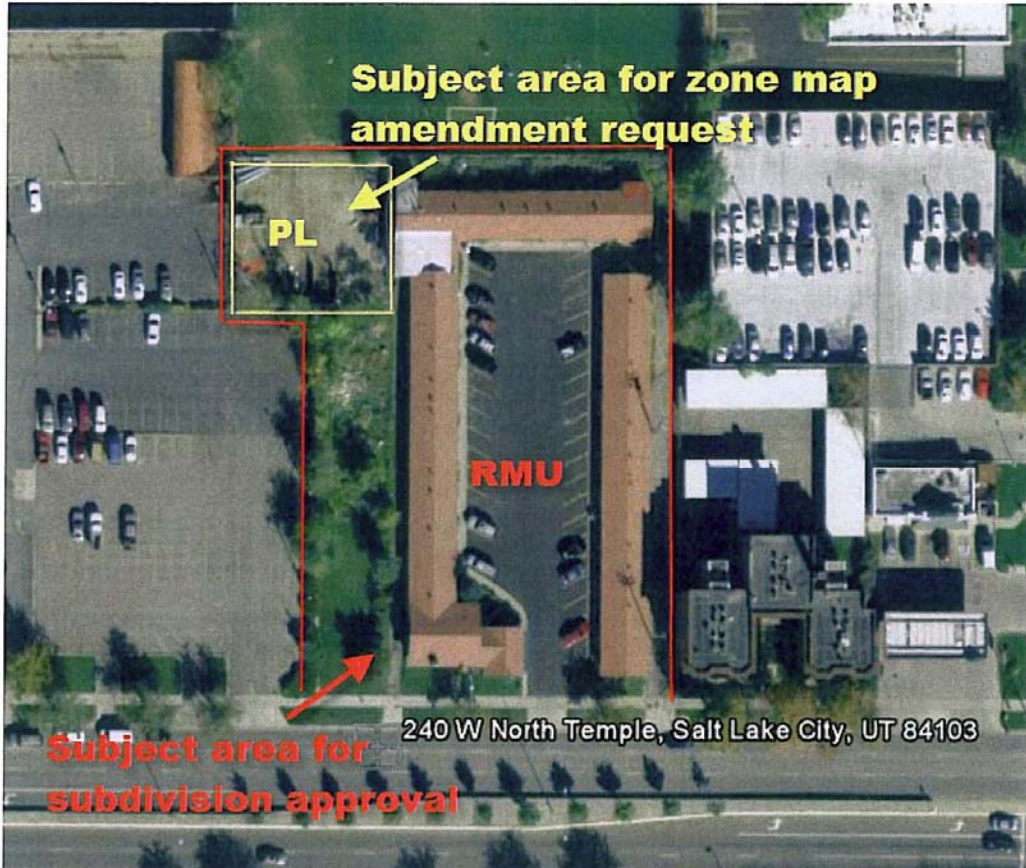 Subject area for zone map
amendment request
PL
RMU
240 W North Temple, Salt Lake City, UT 84103
Subject area for
subdivision approval